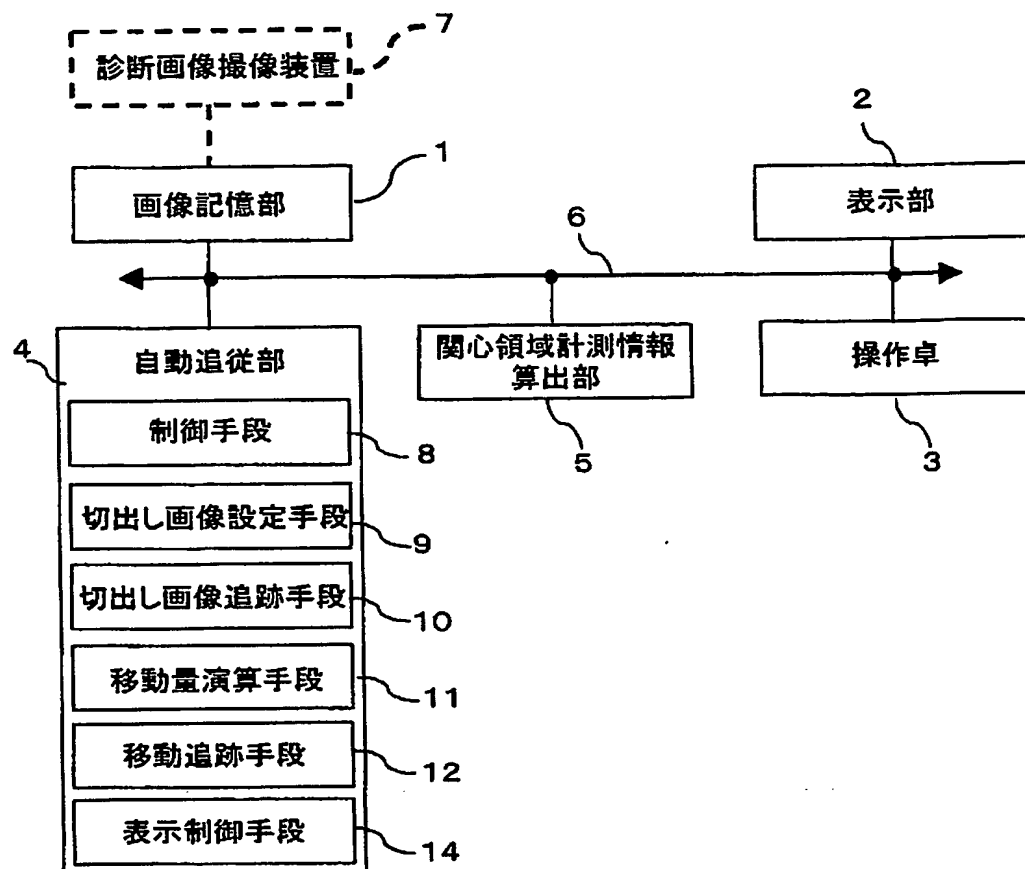 7
診断画像撮像装置
1
画像記憶部
2
表示部
6
4
自動追従部
関心領域計測情報
算出部
5
操作卓
3
制御手段
8
切出し画像設定手段
9
切出し画像追跡手段
10
移動量演算手段
11
移動追跡手段
12
表示制御手段
14